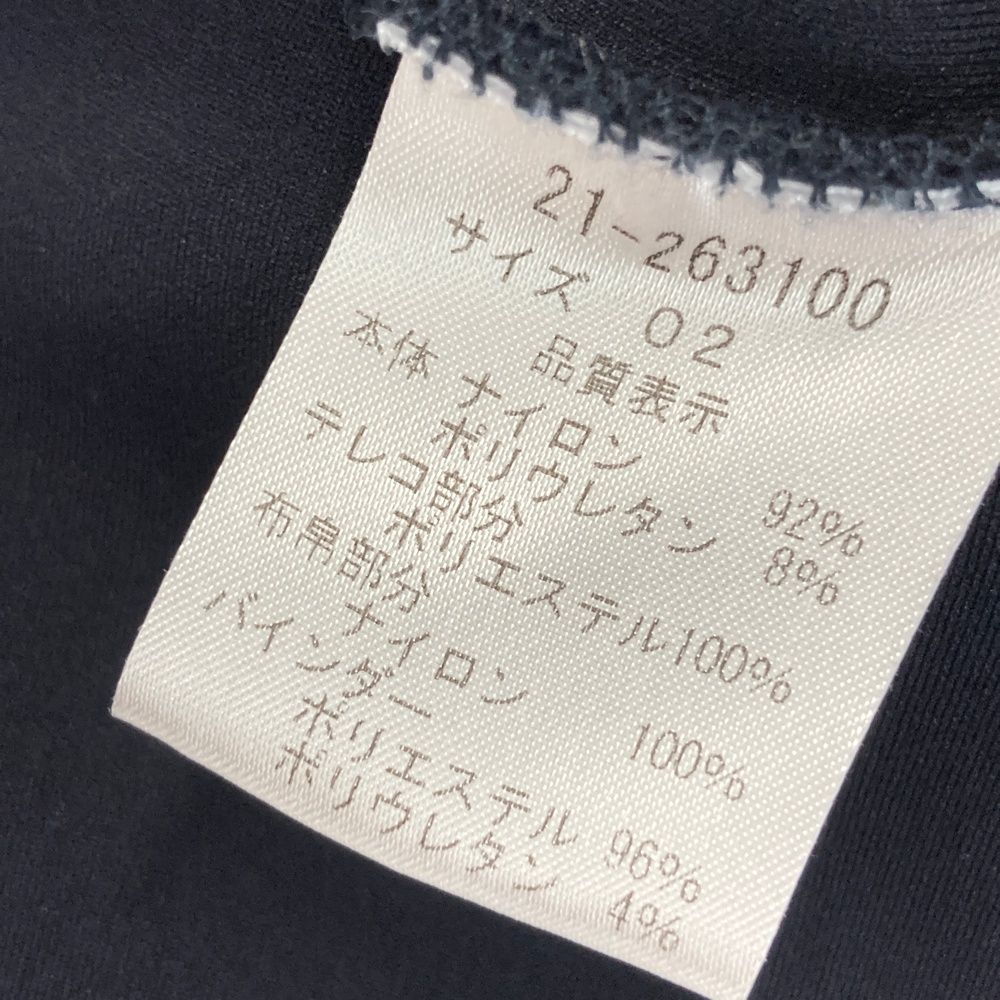 21-263100
サイズ 02
品質表示
本体 ナイロン 92%
ポリウレタン 8%
テレコ部分
ポリエステル100%
布帛部分
ナイロン 100%
バインダー
ポリエステル 96%
ポリウレタン 4%